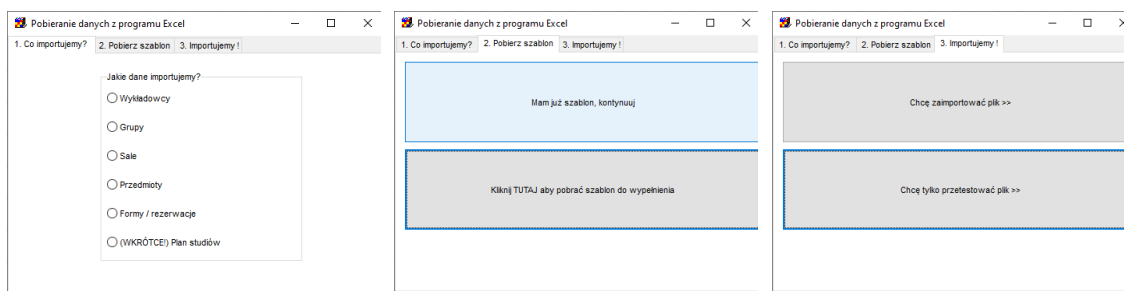 Pobieranie danych z programu Excel
1. Co importujemy? 2. Pobierz szablon 3. Importujemy !
Jakie dane importujemy?
Wykładowcy
Grupy
Sale
Przedmioty
Formy / rezerwacje
(WKRÓTCE!) Plan studiów
Pobieranie danych z programu Excel
1. Co importujemy? 2. Pobierz szablon 3. Importujemy !
Mam już szablon, kontynuuj
Kliknij TUTAJ aby pobrać szablon do wypełnienia
Pobieranie danych z programu Excel
1. Co importujemy? 2. Pobierz szablon 3. Importujemy !
Chcę zaimportować plik >>
Chcę tylko przetestować plik >>